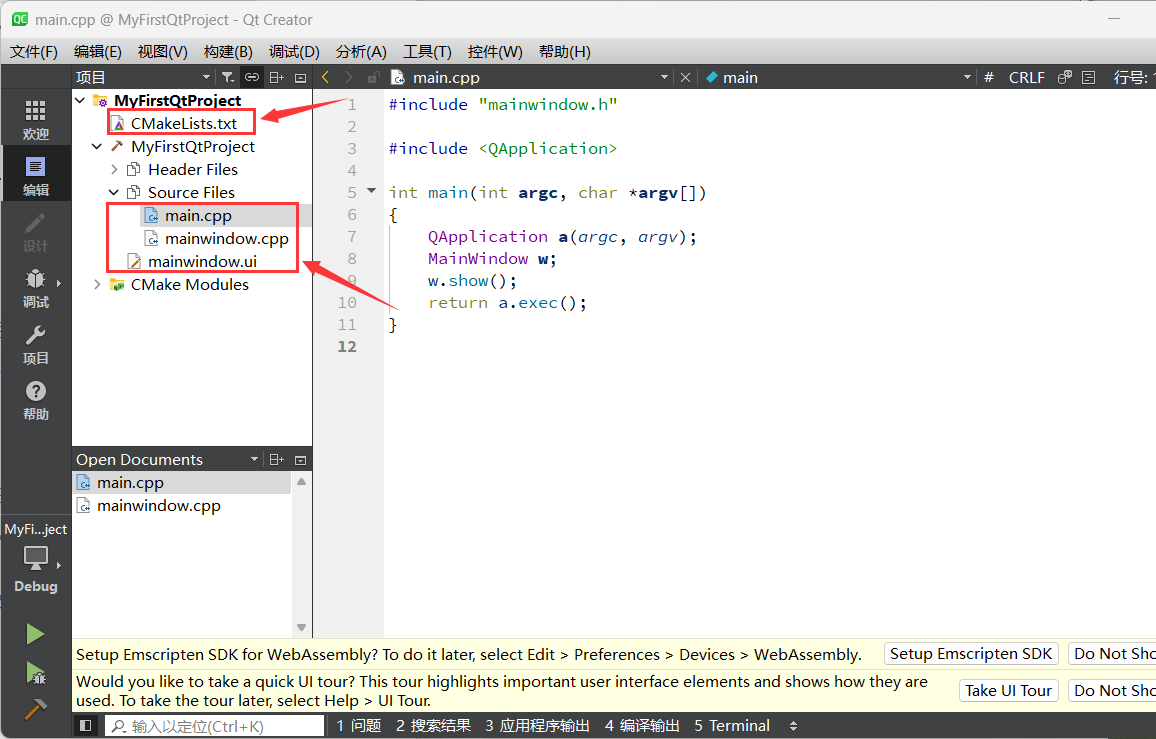 main.cpp @ MyFirstQtProject - Qt Creator
文件(F) 编辑(E) 视图(V) 构建(B) 调试(D) 分析(A) 工具(T) 控件(W) 帮助(H)
项目 main.cpp main # CRLF 行号:
欢迎
编辑
设计
调试
项目
帮助
MyFirstQtProject
CMakeLists.txt
MyFirstQtProject
Header Files
Source Files
main.cpp
mainwindow.cpp
mainwindow.ui
CMake Modules
1 #include "mainwindow.h"
2
3 #include <QApplication>
4
5 int main(int argc, char *argv[])
6 {
7 QApplication a(argc, argv);
8 MainWindow w;
9 w.show();
10 return a.exec();
11 }
12
Open Documents
main.cpp
mainwindow.cpp
MyFi...ject
Debug
Setup Emscripten SDK for WebAssembly? To do it later, select Edit > Preferences > Devices > WebAssembly. Setup Emscripten SDK Do Not Sho
Would you like to take a quick UI tour? This tour highlights important user interface elements and shows how they are
used. To take the tour later, select Help > UI Tour. Take UI Tour Do Not Sho
输入以定位(Ctrl+K) 1 问题 2 搜索结果 3 应用程序输出 4 编译输出 5 Terminal